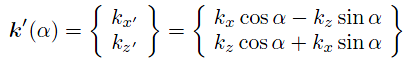 k′(α) = { k_x′ k_z′ } = { k_x cos α − k_z sin α
k_z cos α + k_x sin α }